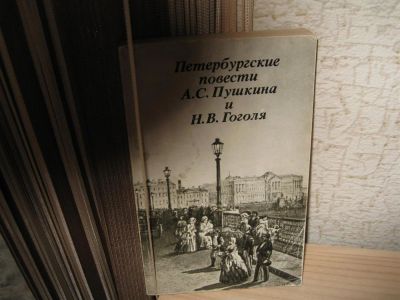 Петербургские
повести
А.С. Пушкина
и
Н.В. Гоголя